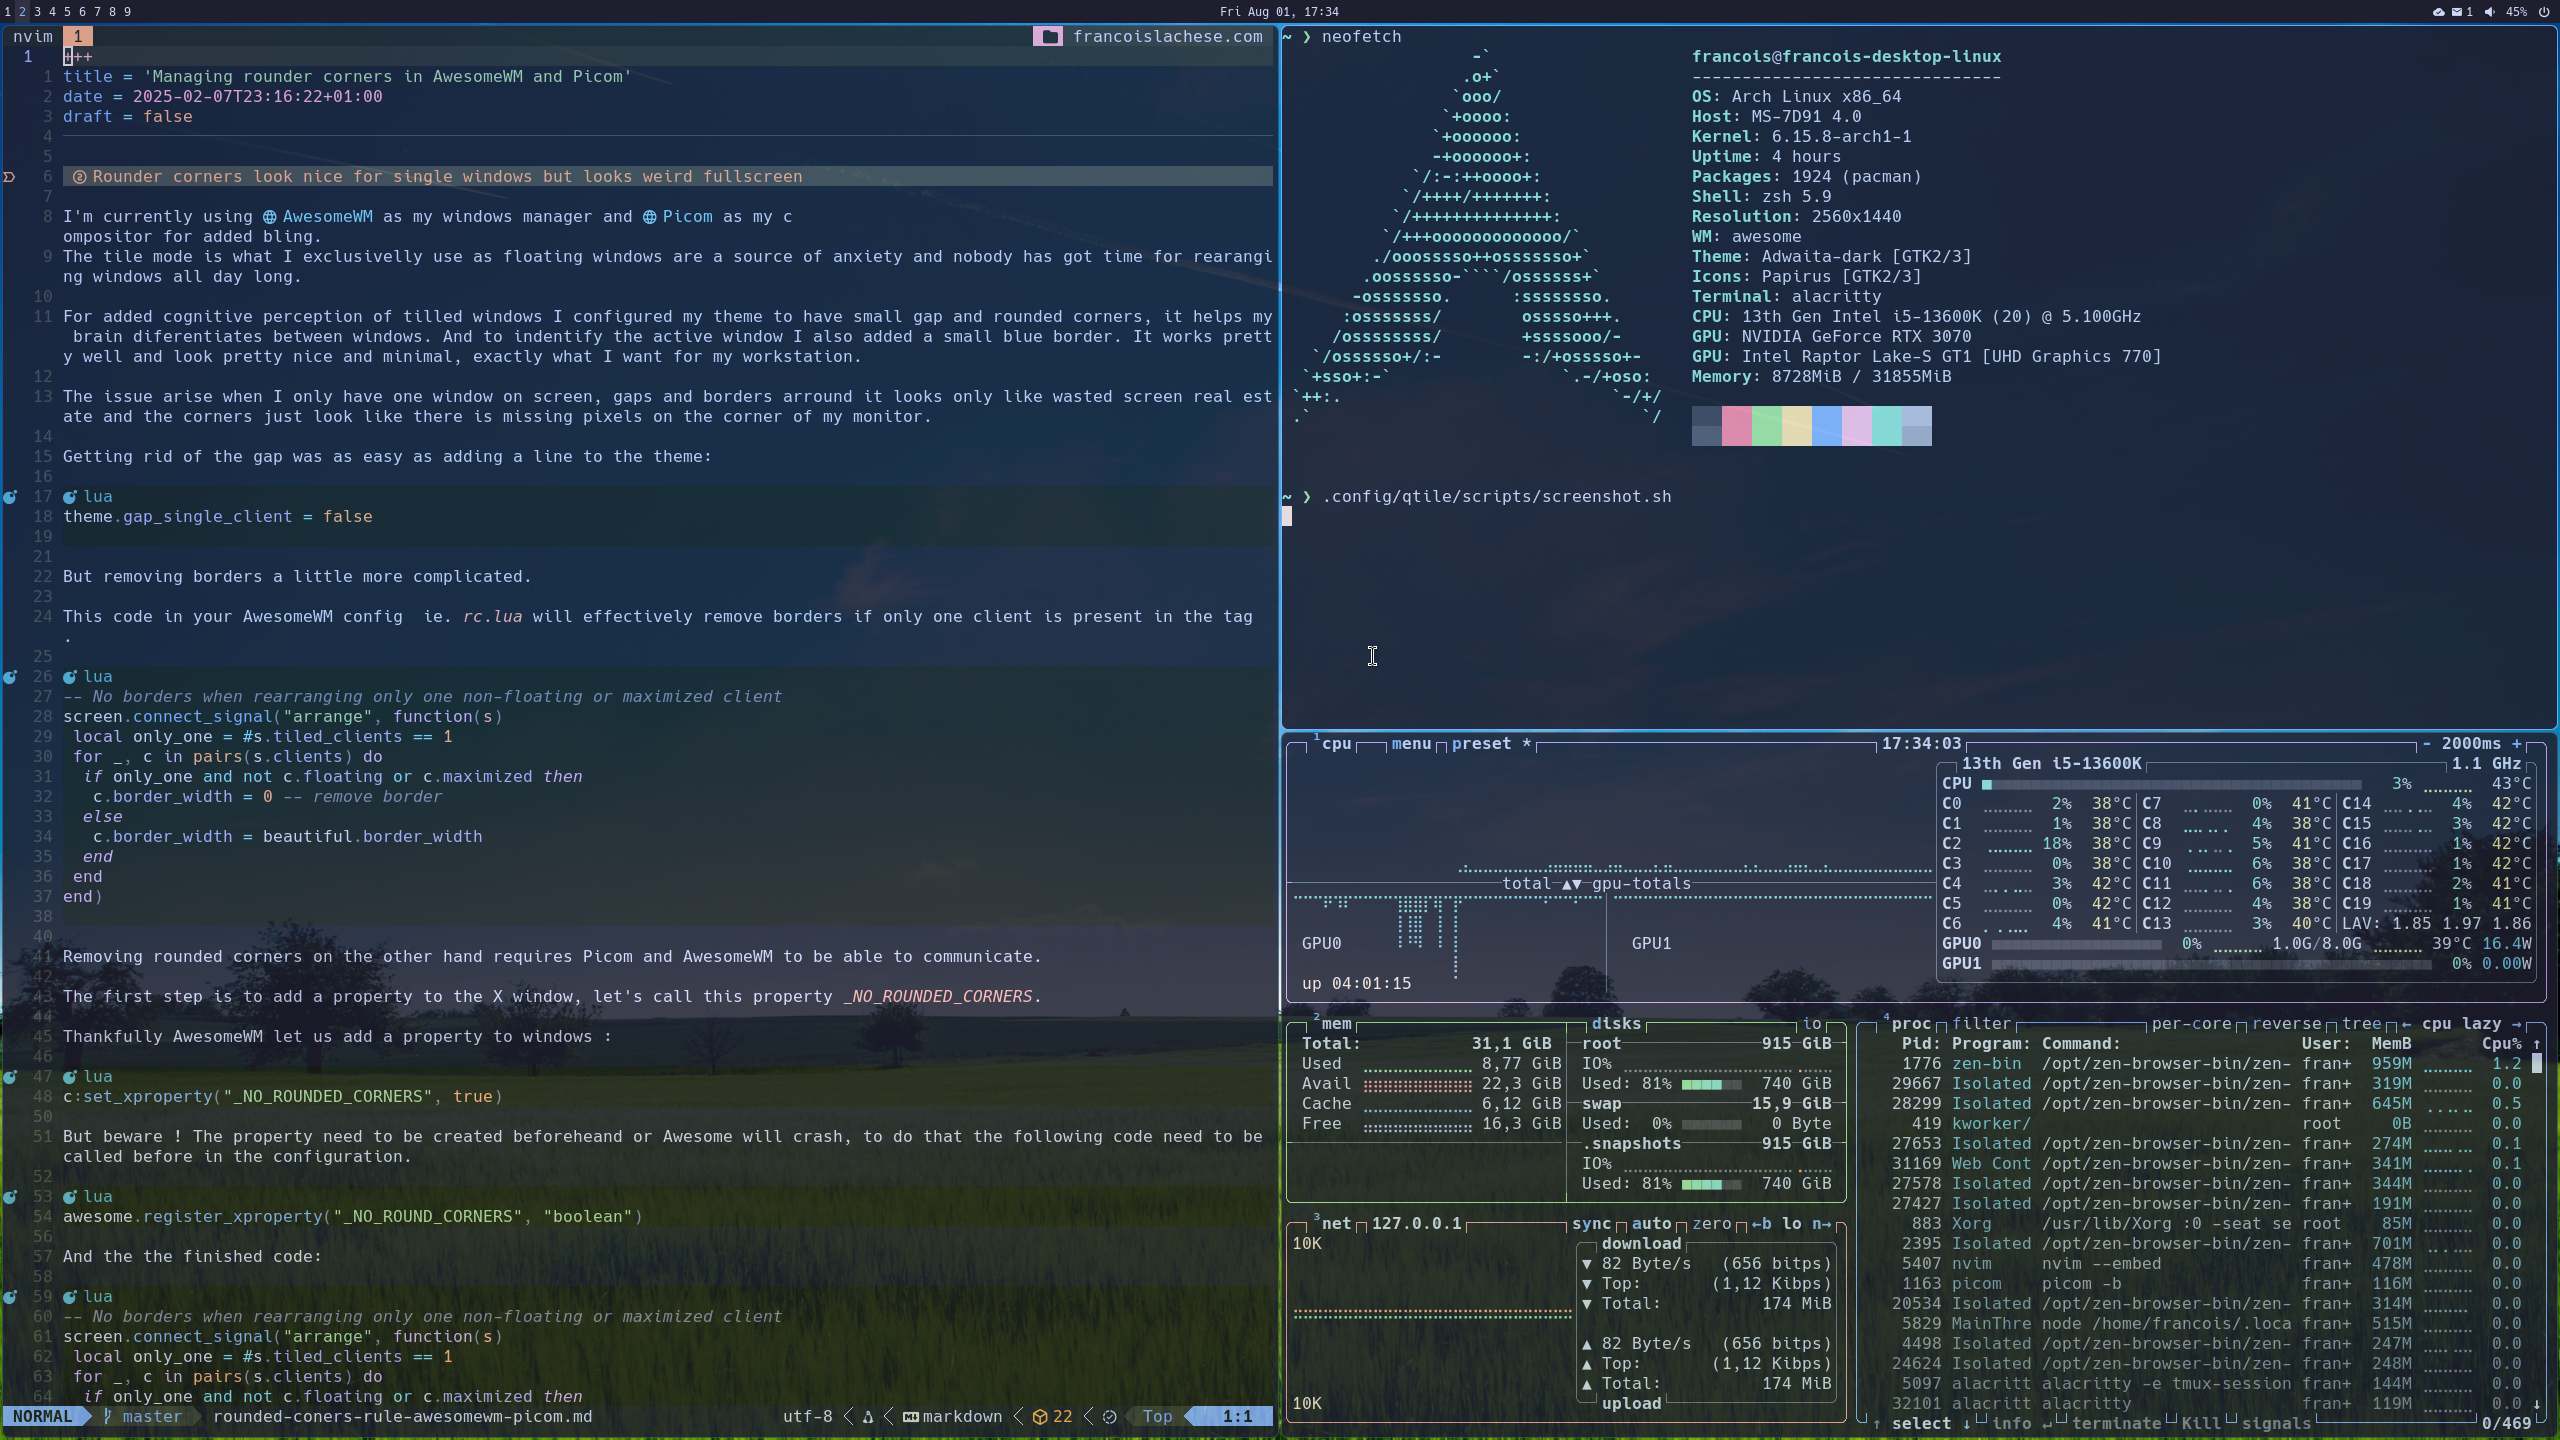 1 2 3 4 5 6 7 8 9
Fri Aug 01, 17:34
1
45%
nvim 1
francoislachese.com
1 +++
1 title = 'Managing rounder corners in AwesomeWM and Picom'
2 date = 2025-02-07T23:16:22+01:00
3 draft = false
4
5
6 ② Rounder corners look nice for single windows but looks weird fullscreen
7
8 I'm currently using AwesomeWM as my windows manager and Picom as my c
ompositor for added bling.
9 The tile mode is what I exclusivelly use as floating windows are a source of anxiety and nobody has got time for rearangi
ng windows all day long.
10
11 For added cognitive perception of tilled windows I configured my theme to have small gap and rounded corners, it helps my
brain diferentiates between windows. And to indentify the active window I also added a small blue border. It works prett
y well and look pretty nice and minimal, exactly what I want for my workstation.
12
13 The issue arise when I only have one window on screen, gaps and borders arround it looks only like wasted screen real est
ate and the corners just look like there is missing pixels on the corner of my monitor.
14
15 Getting rid of the gap was as easy as adding a line to the theme:
16
17 lua
18 theme.gap_single_client = false
19
21
22 But removing borders a little more complicated.
23
24 This code in your AwesomeWM config  ie. rc.lua will effectively remove borders if only one client is present in the tag
.
25
26 lua
27 -- No borders when rearranging only one non-floating or maximized client
28 screen.connect_signal("arrange", function(s)
29 local only_one = #s.tiled_clients == 1
30 for _, c in pairs(s.clients) do
31 if only_one and not c.floating or c.maximized then
32 c.border_width = 0 -- remove border
33 else
34 c.border_width = beautiful.border_width
35 end
36 end
37 end)
38
40
41 Removing rounded corners on the other hand requires Picom and AwesomeWM to be able to communicate.
42
43 The first step is to add a property to the X window, let's call this property _NO_ROUNDED_CORNERS.
44
45 Thankfully AwesomeWM let us add a property to windows :
46
47 lua
48 c:set_xproperty("_NO_ROUNDED_CORNERS", true)
50
51 But beware ! The property need to be created beforeheand or Awesome will crash, to do that the following code need to be
called before in the configuration.
52
53 lua
54 awesome.register_xproperty("_NO_ROUND_CORNERS", "boolean")
56
57 And the the finished code:
58
59 lua
60 -- No borders when rearranging only one non-floating or maximized client
61 screen.connect_signal("arrange", function(s)
62 local only_one = #s.tiled_clients == 1
63 for _, c in pairs(s.clients) do
64 if only_one and not c.floating or c.maximized then
NORMAL master rounded-coners-rule-awesomewm-picom.md
utf-8 markdown 22 Top 1:1
~ ❯ neofetch
francois@francois-desktop-linux
-------------------------------
OS: Arch Linux x86_64
Host: MS-7D91 4.0
Kernel: 6.15.8-arch1-1
Uptime: 4 hours
Packages: 1924 (pacman)
Shell: zsh 5.9
Resolution: 2560x1440
WM: awesome
Theme: Adwaita-dark [GTK2/3]
Icons: Papirus [GTK2/3]
Terminal: alacritty
CPU: 13th Gen Intel i5-13600K (20) @ 5.100GHz
GPU: NVIDIA GeForce RTX 3070
GPU: Intel Raptor Lake-S GT1 [UHD Graphics 770]
Memory: 8728MiB / 31855MiB
~ ❯ .config/qtile/scripts/screenshot.sh
¹cpu menu preset * 17:34:03 - 2000ms +
13th Gen i5-13600K 1.1 GHz
CPU 3% 43°C
C0 2% 38°C C7 0% 41°C C14 4% 42°C
C1 1% 38°C C8 4% 38°C C15 3% 42°C
C2 18% 38°C C9 5% 41°C C16 1% 42°C
C3 0% 38°C C10 6% 38°C C17 1% 42°C
C4 3% 42°C C11 6% 38°C C18 2% 41°C
C5 0% 42°C C12 4% 38°C C19 1% 41°C
C6 4% 41°C C13 3% 40°C LAV: 1.85 1.97 1.86
GPU0 0% 1.0G/8.0G 39°C 16.4W
GPU1 0% 0.00W
total ▲▼ gpu-totals
GPU0 GPU1
up 04:01:15
²mem disks io
Total: 31,1 GiB
Used 8,77 GiB
Avail 22,3 GiB
Cache 6,12 GiB
Free 16,3 GiB
root 915 GiB
IO%
Used: 81% 740 GiB
swap 15,9 GiB
Used: 0% 0 Byte
.snapshots 915 GiB
IO%
Used: 81% 740 GiB
³net 127.0.0.1 sync auto zero ←b lo n→
10K
download
▼ 82 Byte/s (656 bitps)
▼ Top: (1,12 Kibps)
▼ Total: 174 MiB
▲ 82 Byte/s (656 bitps)
▲ Top: (1,12 Kibps)
▲ Total: 174 MiB
10K
upload
⁴proc filter per-core reverse tree ← cpu lazy →
Pid: Program: Command: User: MemB Cpu% ↑
1776 zen-bin /opt/zen-browser-bin/zen- fran+ 959M 1.2
29667 Isolated /opt/zen-browser-bin/zen- fran+ 319M 0.0
28299 Isolated /opt/zen-browser-bin/zen- fran+ 645M 0.5
419 kworker/ root 0B 0.0
27653 Isolated /opt/zen-browser-bin/zen- fran+ 274M 0.1
31169 Web Cont /opt/zen-browser-bin/zen- fran+ 341M 0.1
27578 Isolated /opt/zen-browser-bin/zen- fran+ 344M 0.0
27427 Isolated /opt/zen-browser-bin/zen- fran+ 191M 0.0
883 Xorg /usr/lib/Xorg :0 -seat se root 85M 0.0
2395 Isolated /opt/zen-browser-bin/zen- fran+ 701M 0.0
5407 nvim nvim --embed fran+ 478M 0.0
1163 picom picom -b fran+ 116M 0.0
20534 Isolated /opt/zen-browser-bin/zen- fran+ 314M 0.0
5829 MainThre node /home/francois/.loca fran+ 515M 0.0
4498 Isolated /opt/zen-browser-bin/zen- fran+ 247M 0.0
24624 Isolated /opt/zen-browser-bin/zen- fran+ 248M 0.0
5097 alacritt alacritty -e tmux-session fran+ 144M 0.0
32101 alacritt alacritty fran+ 119M 0.0 ↓
↑ select ↓ info ↵ terminate Kill signals 0/469